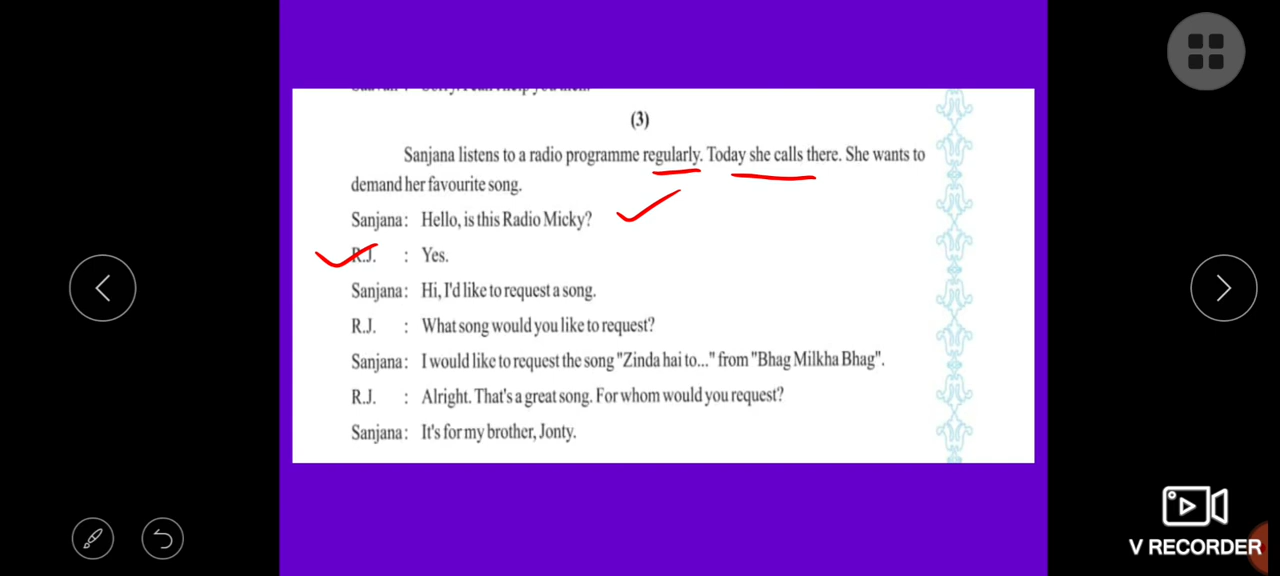 (3)
Sanjana listens to a radio programme regularly. Today she calls there. She wants to
demand her favourite song.
Sanjana: Hello, is this Radio Micky?
R.J. : Yes.
Sanjana: Hi, I'd like to request a song.
R.J. : What song would you like to request?
Sanjana: I would like to request the song "Zinda hai to..." from "Bhag Milkha Bhag".
R.J. : Alright. That's a great song. For whom would you request?
Sanjana: It's for my brother, Jonty.
V RECORDER